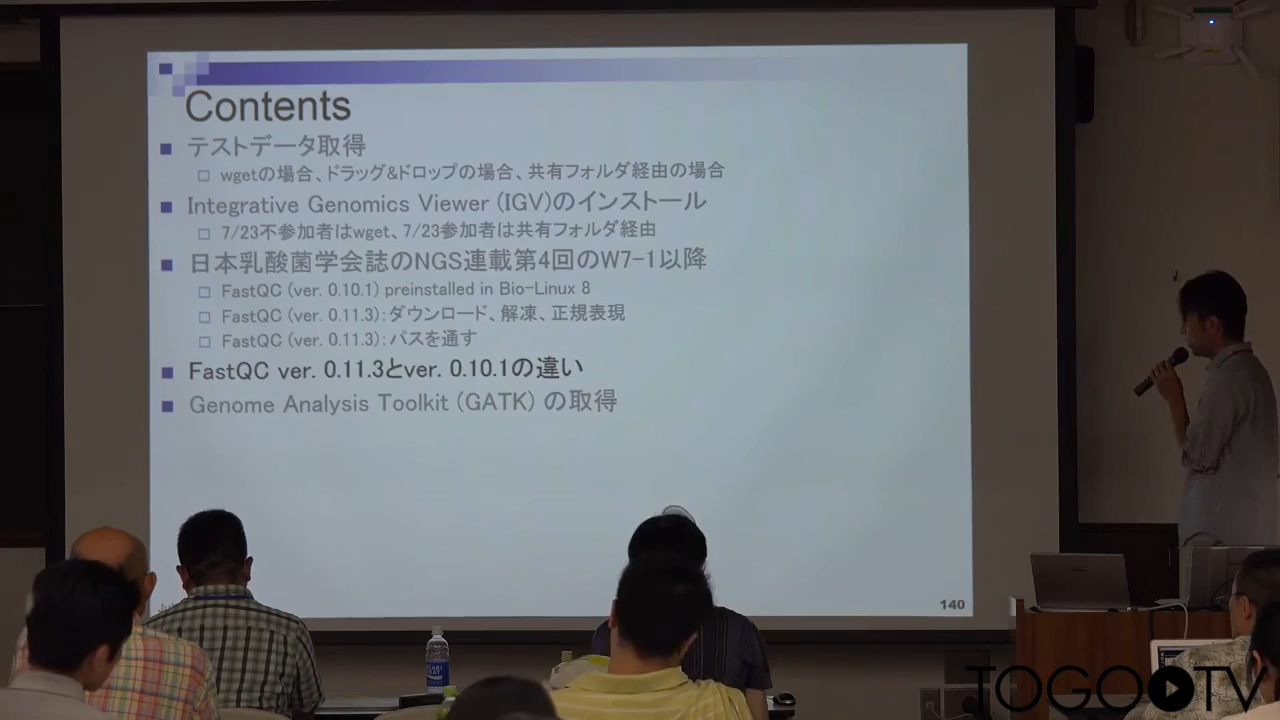 Contents
テストデータ取得
wgetの場合、ドラッグ&ドロップの場合、共有フォルダ経由の場合
Integrative Genomics Viewer (IGV)のインストール
7/23不参加者はwget、7/23参加者は共有フォルダ経由
日本乳酸菌学会誌のNGS連載第4回のW7-1以降
FastQC (ver. 0.10.1) preinstalled in Bio-Linux 8
FastQC (ver. 0.11.3):ダウンロード、解凍、正規表現
FastQC (ver. 0.11.3):パスを通す
FastQC ver. 0.11.3とver. 0.10.1の違い
Genome Analysis Toolkit (GATK) の取得
140
TOGOTV